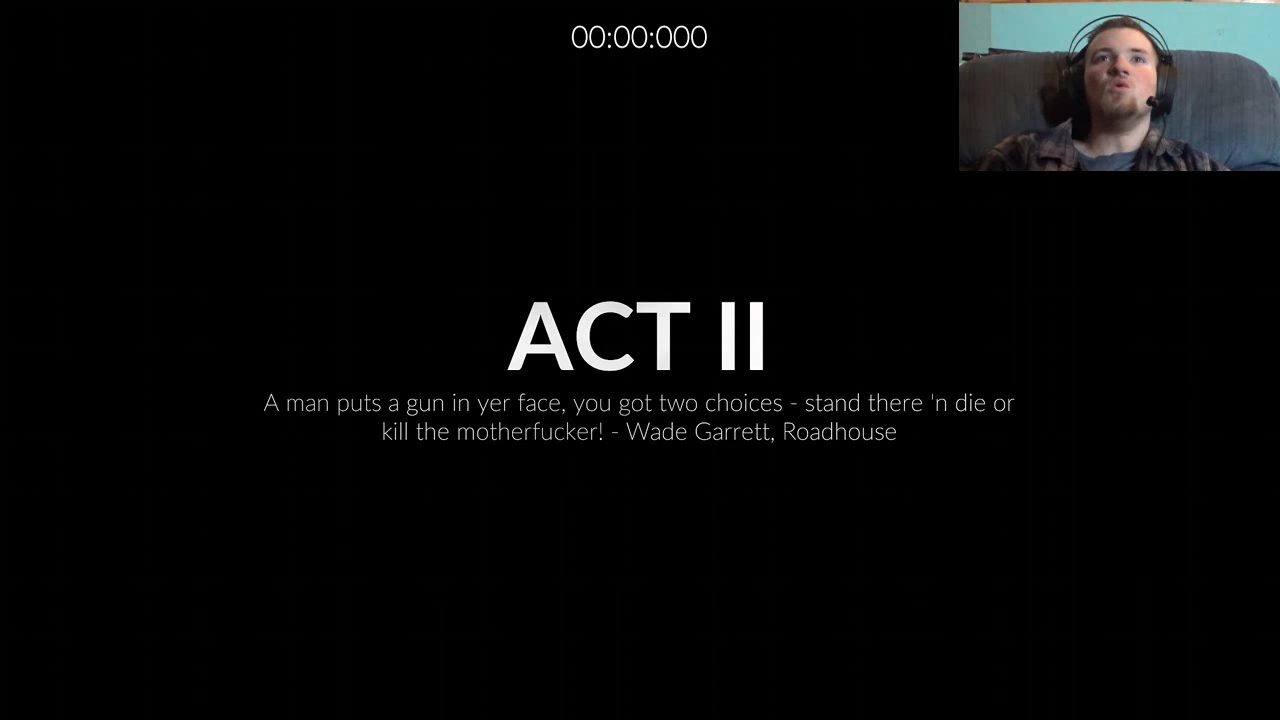 00:00:000
ACT II
A man puts a gun in yer face, you got two choices - stand there 'n die or
kill the motherfucker! - Wade Garrett, Roadhouse